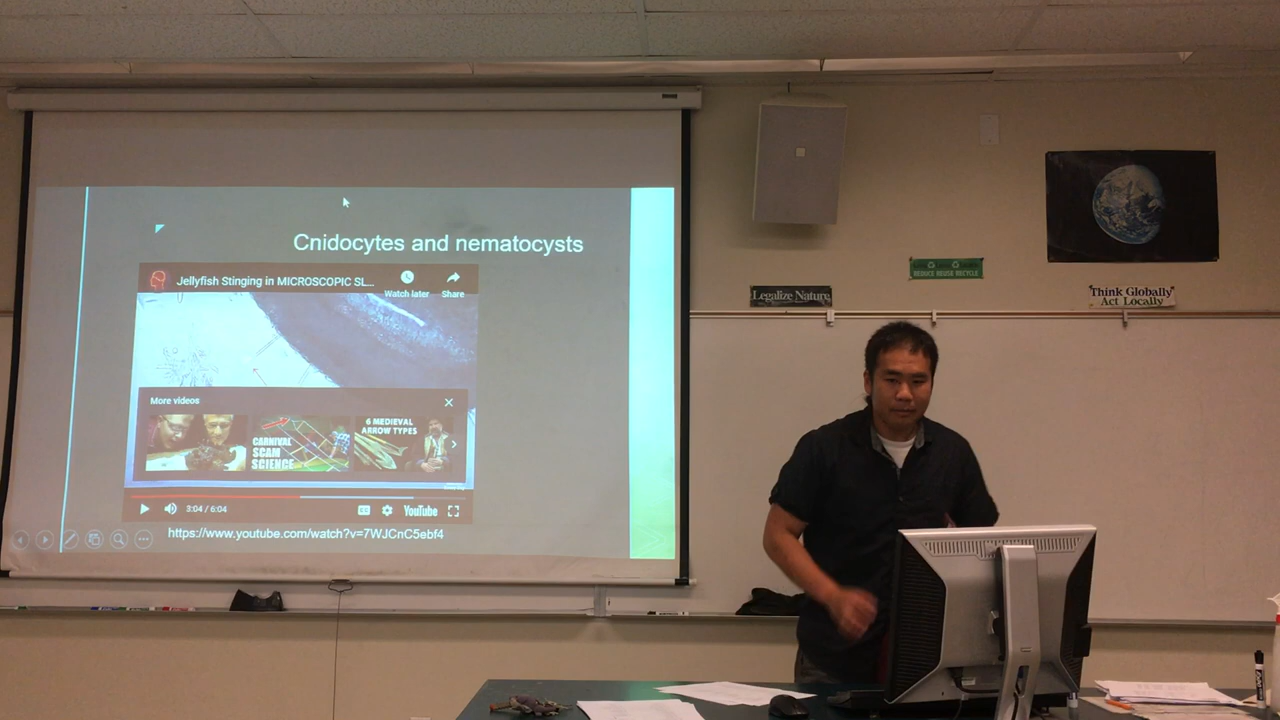 Cnidocytes and nematocysts
Jellyfish Stinging in MICROSCOPIC SL...
Watch later
Share
More videos
CARNIVAL
SCAM
SCIENCE
6 MEDIEVAL
ARROW TYPES
3:04 / 6:04
CC
YouTube
https://www.youtube.com/watch?v=7WJCnC5ebf4
Legalize Nature
REDUCE REUSE RECYCLE
Think Globally
Act Locally